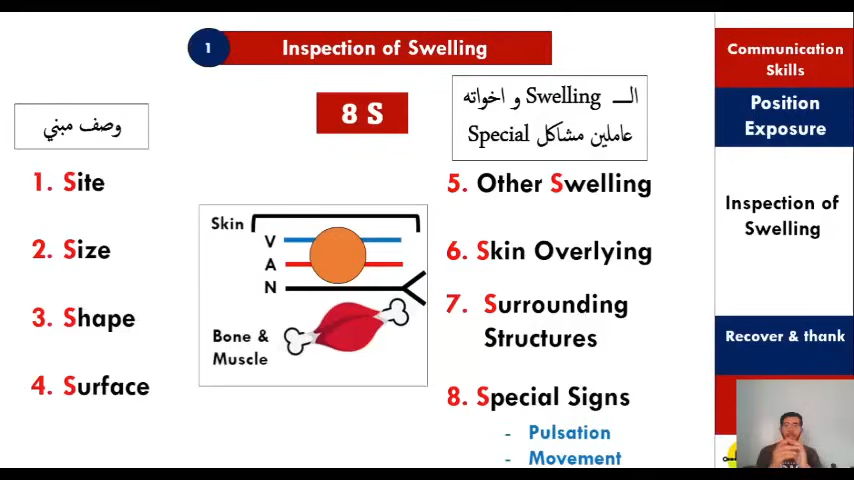 1
Inspection of Swelling
8 S
وصف مبني
الــ Swelling و اخواته
عاملين مشاكل Special
1. Site
2. Size
3. Shape
4. Surface
Skin
V
A
N
Bone &
Muscle
5. Other Swelling
6. Skin Overlying
7. Surrounding
Structures
8. Special Signs
- Pulsation
- Movement
Communication
Skills
Position
Exposure
Inspection of
Swelling
Recover & thank